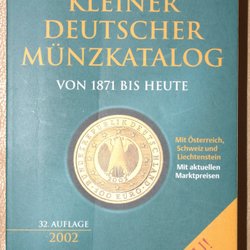 KLEINER
DEUTSCHER
MÜNZKATALOG
VON 1871 BIS HEUTE
Mit Österreich,
Schweiz und
Liechtenstein
Mit aktuellen
Marktpreisen
32. AUFLAGE
2002